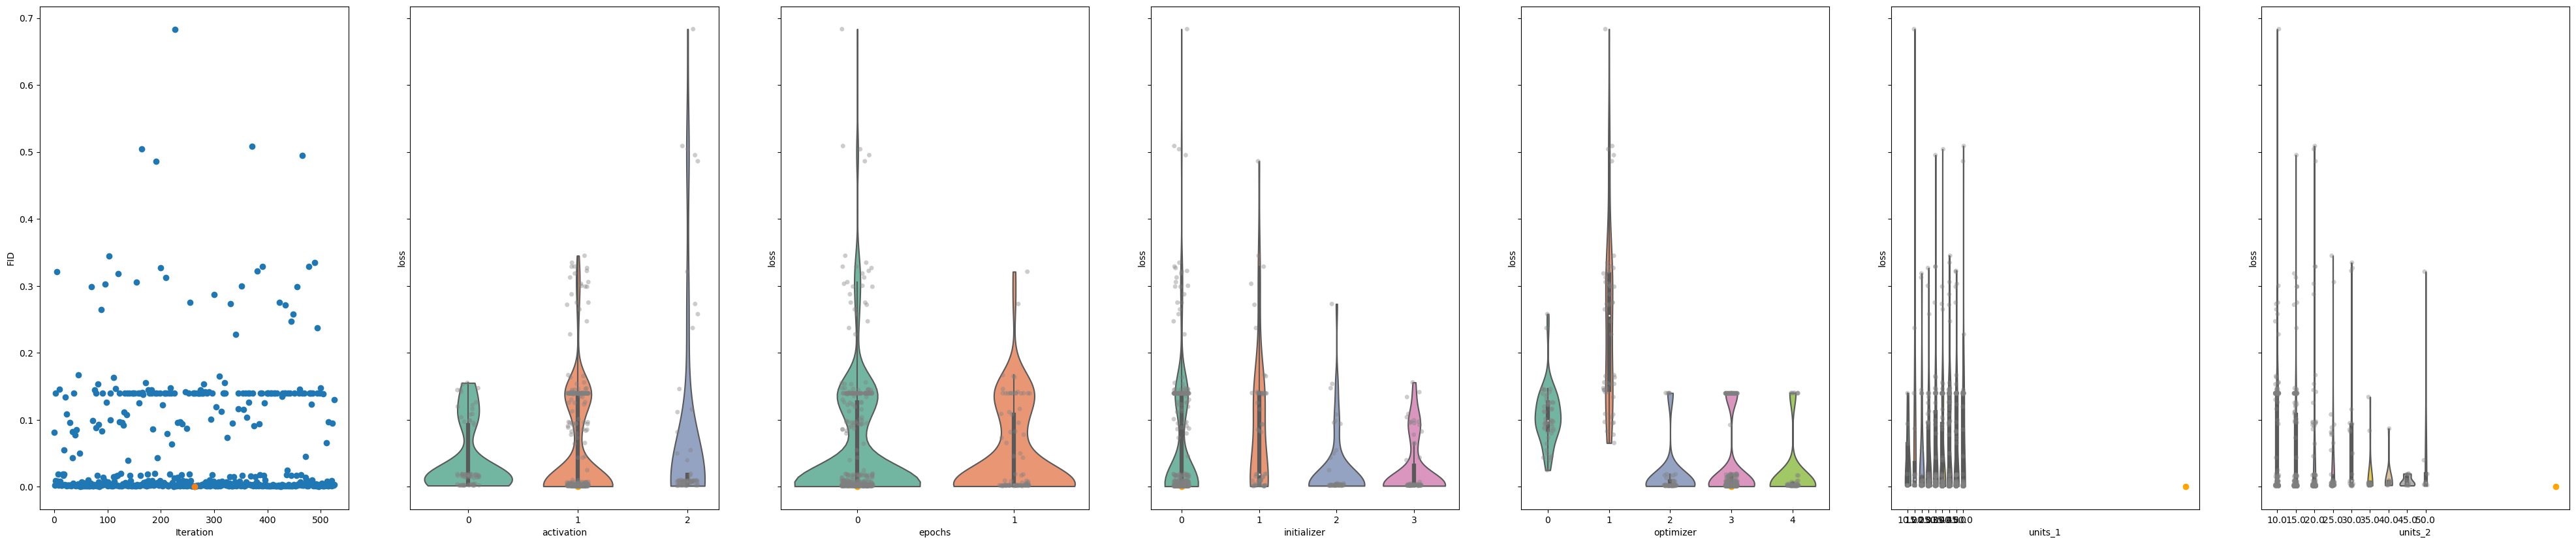 0.7
0.6
0.5
0.4
0.3
0.2
0.1
0.0
FID
0 100 200 300 400 500
Iteration
loss
0 1 2
activation
loss
0 1
epochs
loss
0 1 2 3
initializer
loss
0 1 2 3 4
optimizer
loss
units_1
loss
10.0 15.0 20.0 25.0 30.0 35.0 40.0 45.0 50.0
units_2